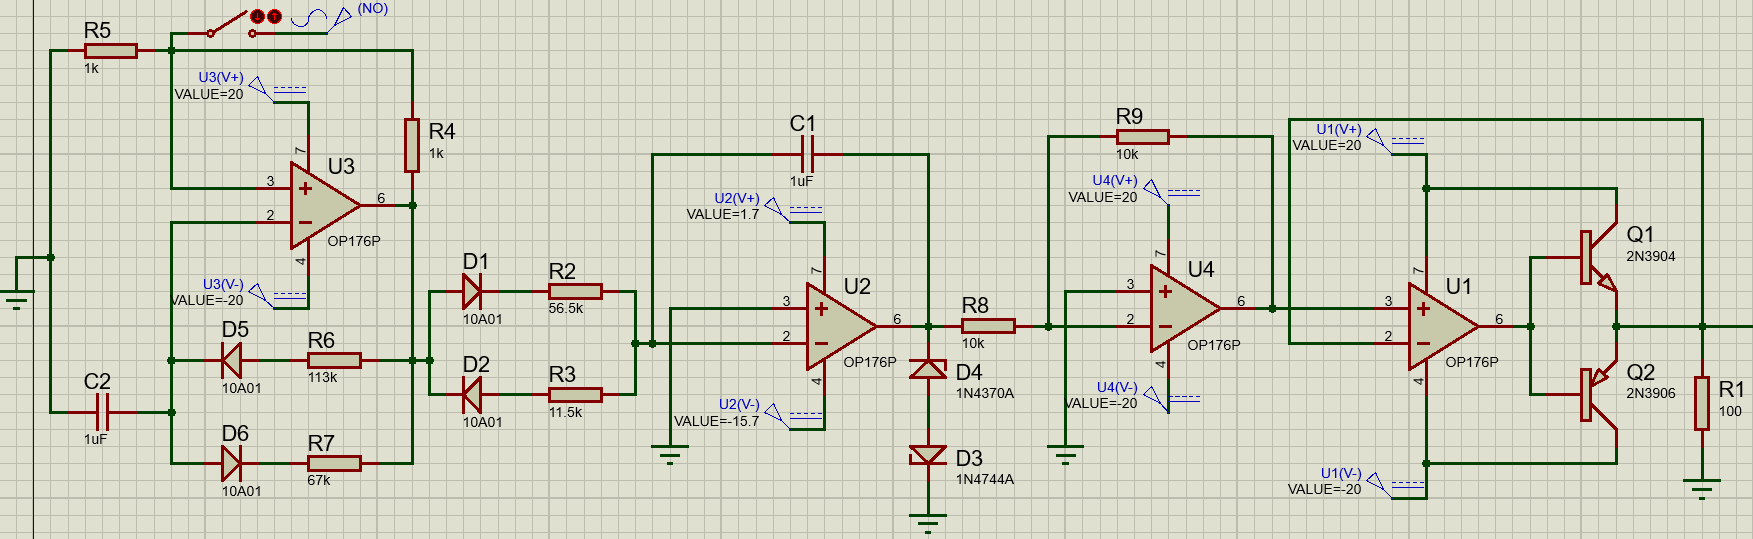 (NO)
R5
1k
U3(V+)
VALUE=20
R4
1k
7
U3
3
2
6
4
OP176P
U3(V-)
VALUE=-20
D5
10A01
R6
113k
C2
1uF
D6
10A01
R7
67k
D1
10A01
R2
56.5k
D2
10A01
R3
11.5k
C1
1uF
U2(V+)
VALUE=1.7
7
U2
3
2
6
4
OP176P
U2(V-)
VALUE=-15.7
R8
10k
D4
1N4370A
D3
1N4744A
R9
10k
U4(V+)
VALUE=20
7
U4
3
2
6
4
OP176P
U4(V-)
VALUE=-20
U1(V+)
VALUE=20
7
U1
3
2
6
4
OP176P
U1(V-)
VALUE=-20
Q1
2N3904
Q2
2N3906
R1
100